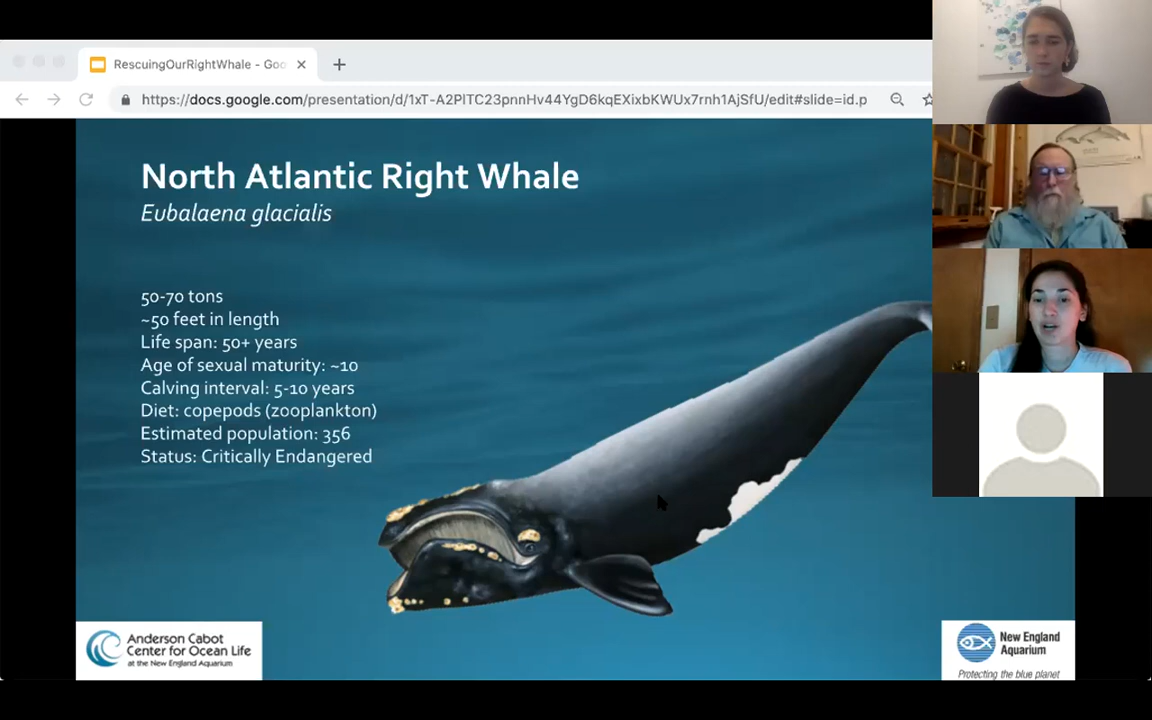 RescuingOurRightWhale - Goo
https://docs.google.com/presentation/d/1xT-A2PlTC23pnnHv44YgD6kqEXixbKWUx7rnh1AjSfU/edit#slide=id.p
North Atlantic Right Whale
Eubalaena glacialis
50-70 tons
~50 feet in length
Life span: 50+ years
Age of sexual maturity: ~10
Calving interval: 5-10 years
Diet: copepods (zooplankton)
Estimated population: 356
Status: Critically Endangered
Anderson Cabot
Center for Ocean Life
at the New England Aquarium
New England
Aquarium
Protecting the blue planet